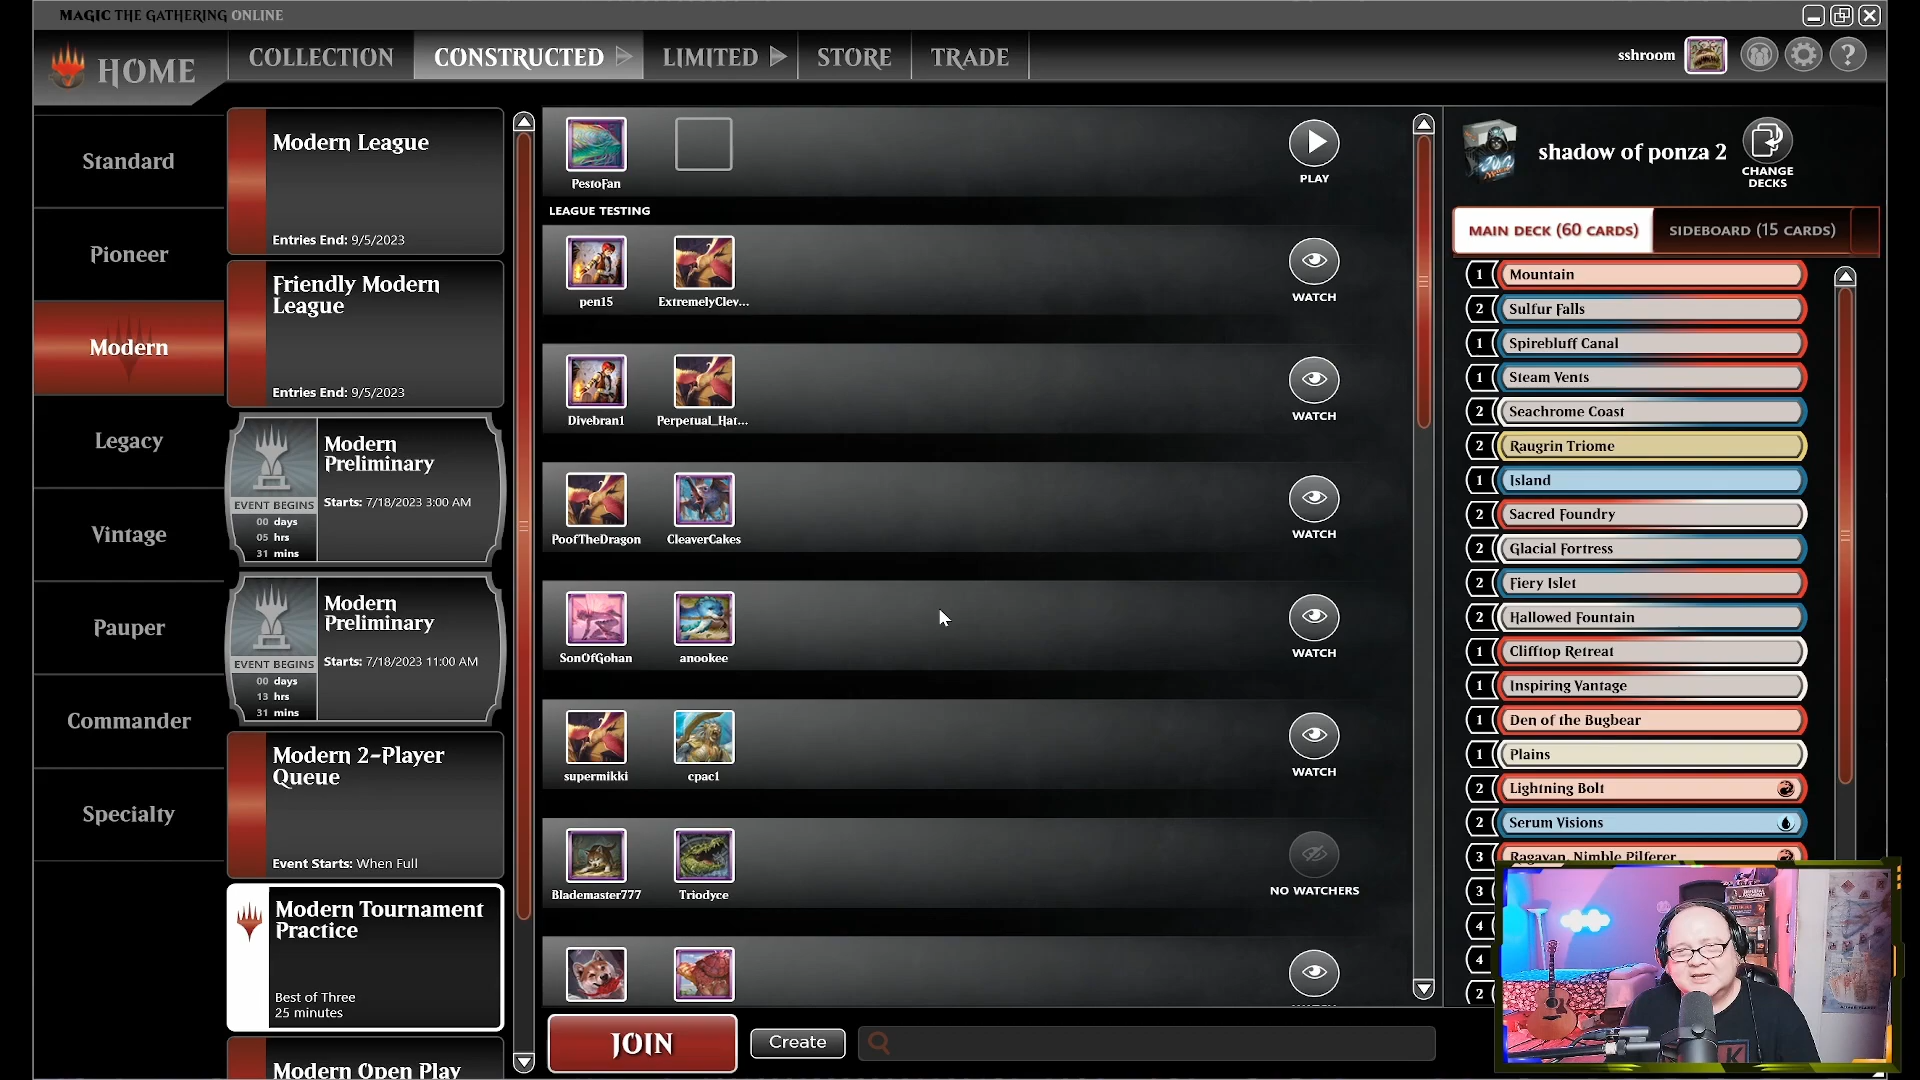 MAGIC THE GATHERING ONLINE
HOME
COLLECTION
CONSTRUCTED
LIMITED
STORE
TRADE
sshroom
Standard
Pioneer
Modern
Legacy
Vintage
Pauper
Commander
Specialty
Modern League
Entries End: 9/5/2023
Friendly Modern
League
Entries End: 9/5/2023
Modern
Preliminary
Starts: 7/18/2023 3:00 AM
EVENT BEGINS
00 days
05 hrs
31 mins
Modern
Preliminary
Starts: 7/18/2023 11:00 AM
EVENT BEGINS
00 days
13 hrs
31 mins
Modern 2-Player
Queue
Event Starts: When Full
Modern Tournament
Practice
Best of Three
25 minutes
Modern Open Play
PestoFan
PLAY
LEAGUE TESTING
pen15
ExtremelyClev...
WATCH
Divebran1
Perpetual_Hat...
WATCH
PoofTheDragon
CleaverCakes
WATCH
SonOfGohan
anookee
WATCH
supermikki
cpac1
WATCH
Blademaster777
Triodyce
NO WATCHERS
JOIN
Create
shadow of ponza 2
CHANGE
DECKS
MAIN DECK (60 CARDS)
SIDEBOARD (15 CARDS)
1 Mountain
2 Sulfur Falls
1 Spirebluff Canal
1 Steam Vents
2 Seachrome Coast
2 Raugrin Triome
1 Island
2 Sacred Foundry
2 Glacial Fortress
2 Fiery Islet
2 Hallowed Fountain
1 Clifftop Retreat
1 Inspiring Vantage
1 Den of the Bugbear
1 Plains
2 Lightning Bolt
2 Serum Visions
3 Ragavan, Nimble Pilferer
3
4
4
2